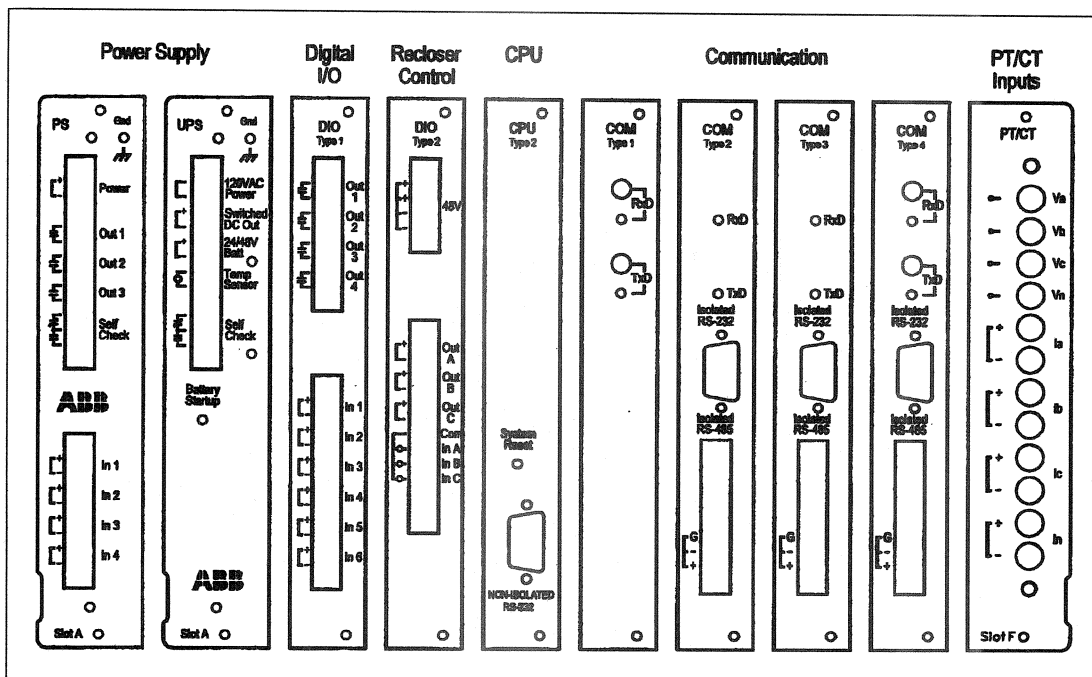 Power Supply
Digital
I/O
Recloser
Control
CPU
Communication
PT/CT
Inputs
PS
Gnd
Power
Out 1
Out 2
Out 3
Self
Check
ABB
In 1
In 2
In 3
In 4
Slot A
UPS
Gnd
120VAC
Power
Switched
DC Out
24/48V
Batt
Temp
Sensor
Self
Check
Battery
Startup
ABB
Slot A
DIO
Type 1
Out
1
Out
2
Out
3
Out
4
In 1
In 2
In 3
In 4
In 5
In 6
DIO
Type 2
48V
Out
A
Out
B
Out
C
Com
In A
In B
In C
CPU
Type 2
System
Reset
NON-ISOLATED
RS-232
COM
Type 1
RxD
TxD
COM
Type 2
RxD
TxD
Isolated
RS-232
Isolated
RS-485
G
-
+
COM
Type 3
RxD
TxD
Isolated
RS-232
Isolated
RS-485
G
-
+
COM
Type 4
RxD
TxD
Isolated
RS-232
Isolated
RS-485
G
-
+
PT/CT
Va
Vb
Vc
Vn
+
Ia
-
+
Ib
-
+
Ic
-
+
In
-
Slot F